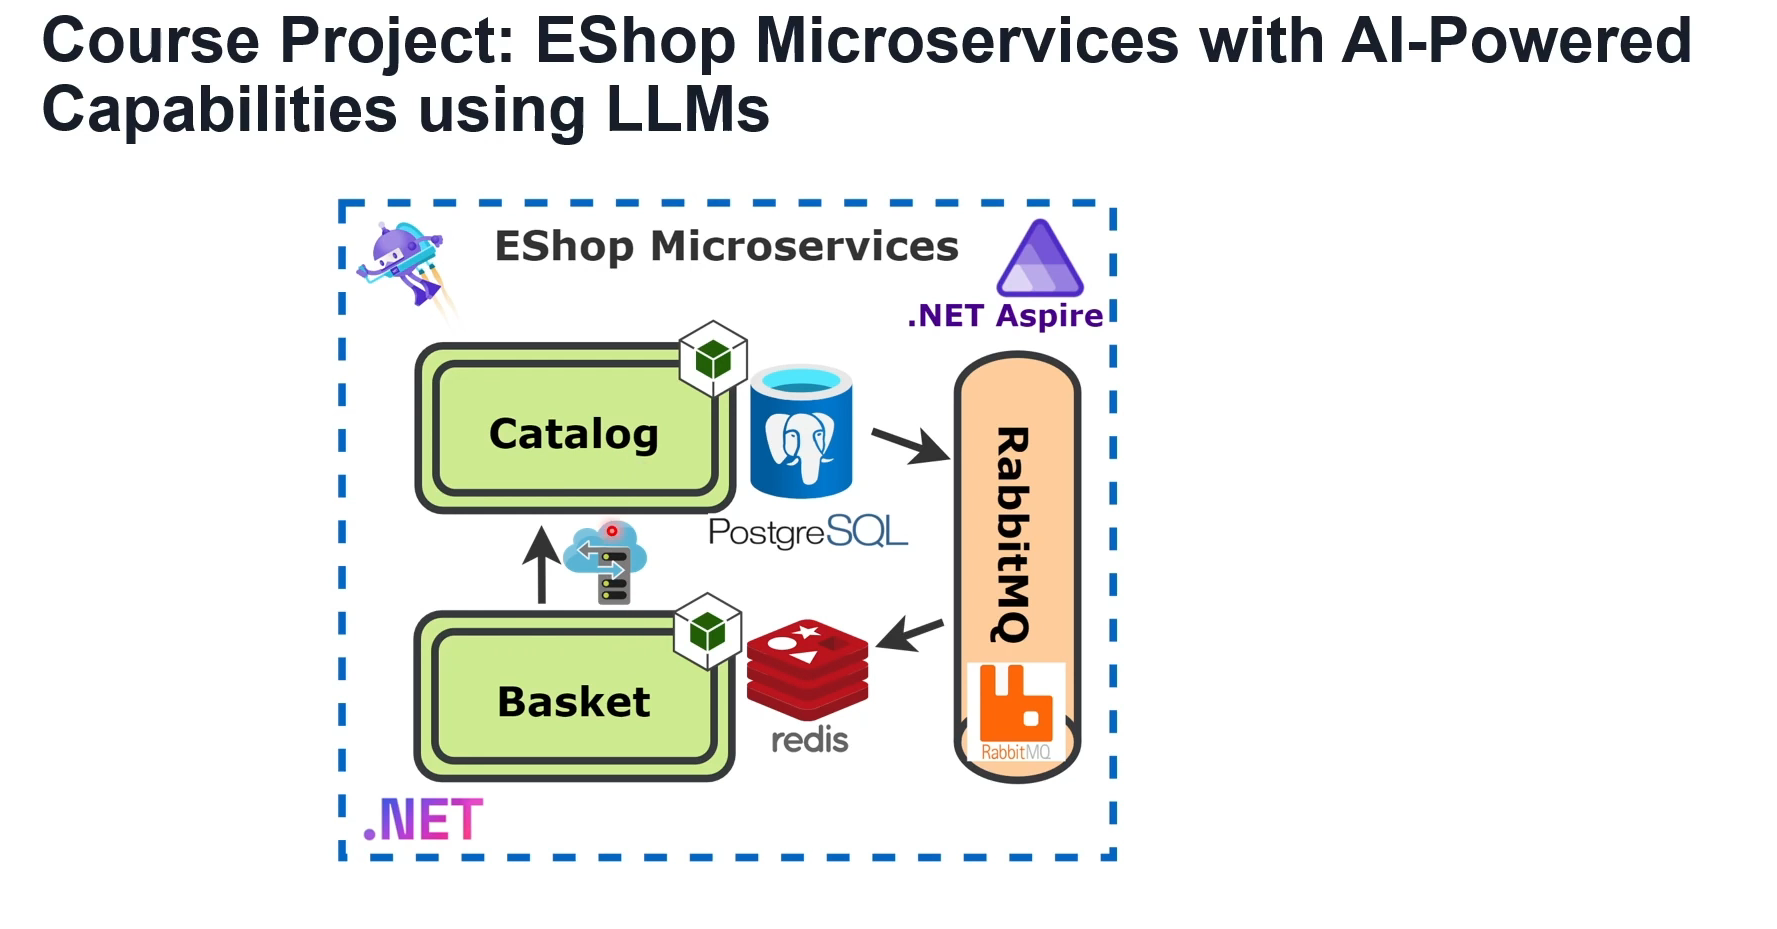 Course Project: EShop Microservices with AI-Powered
Capabilities using LLMs
EShop Microservices
.NET Aspire
Catalog
PostgreSQL
RabbitMQ
Basket
redis
RabbitMQ
.NET